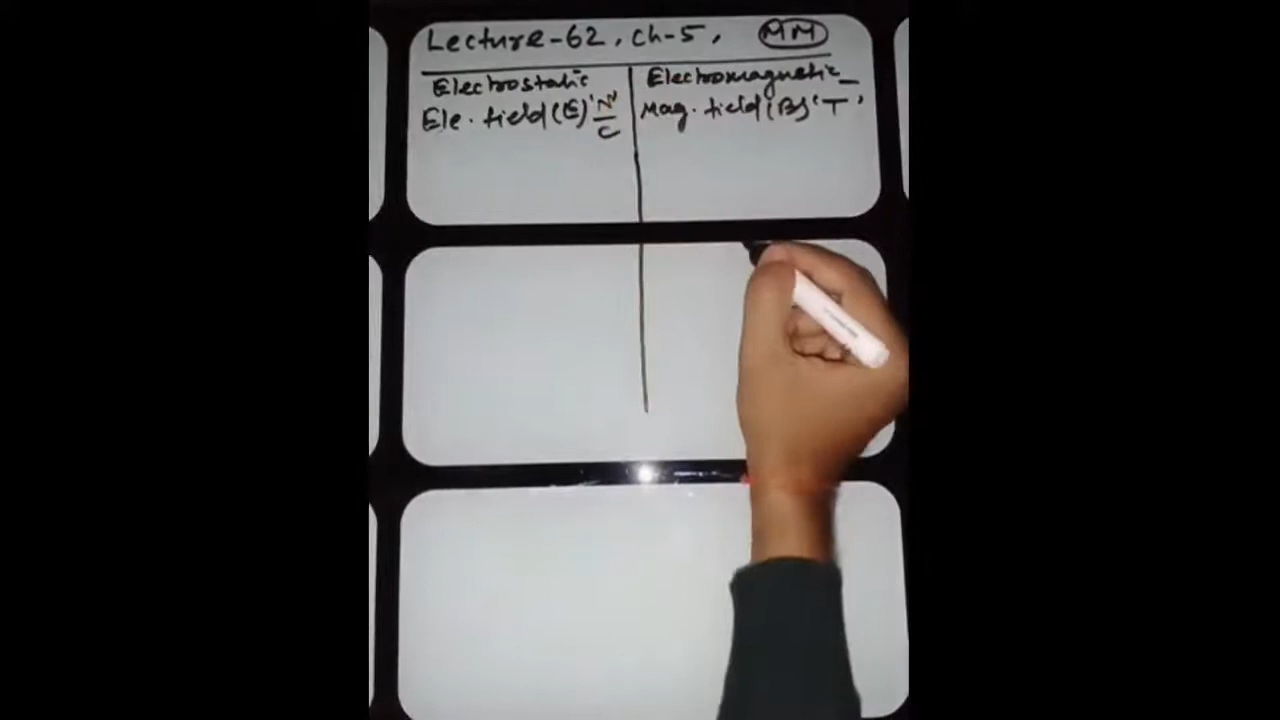 Lecture-62, Ch-5, MM
Electrostatic
Ele. field (E) 'N/C'
Electromagnetic
Mag. field (B) 'T'